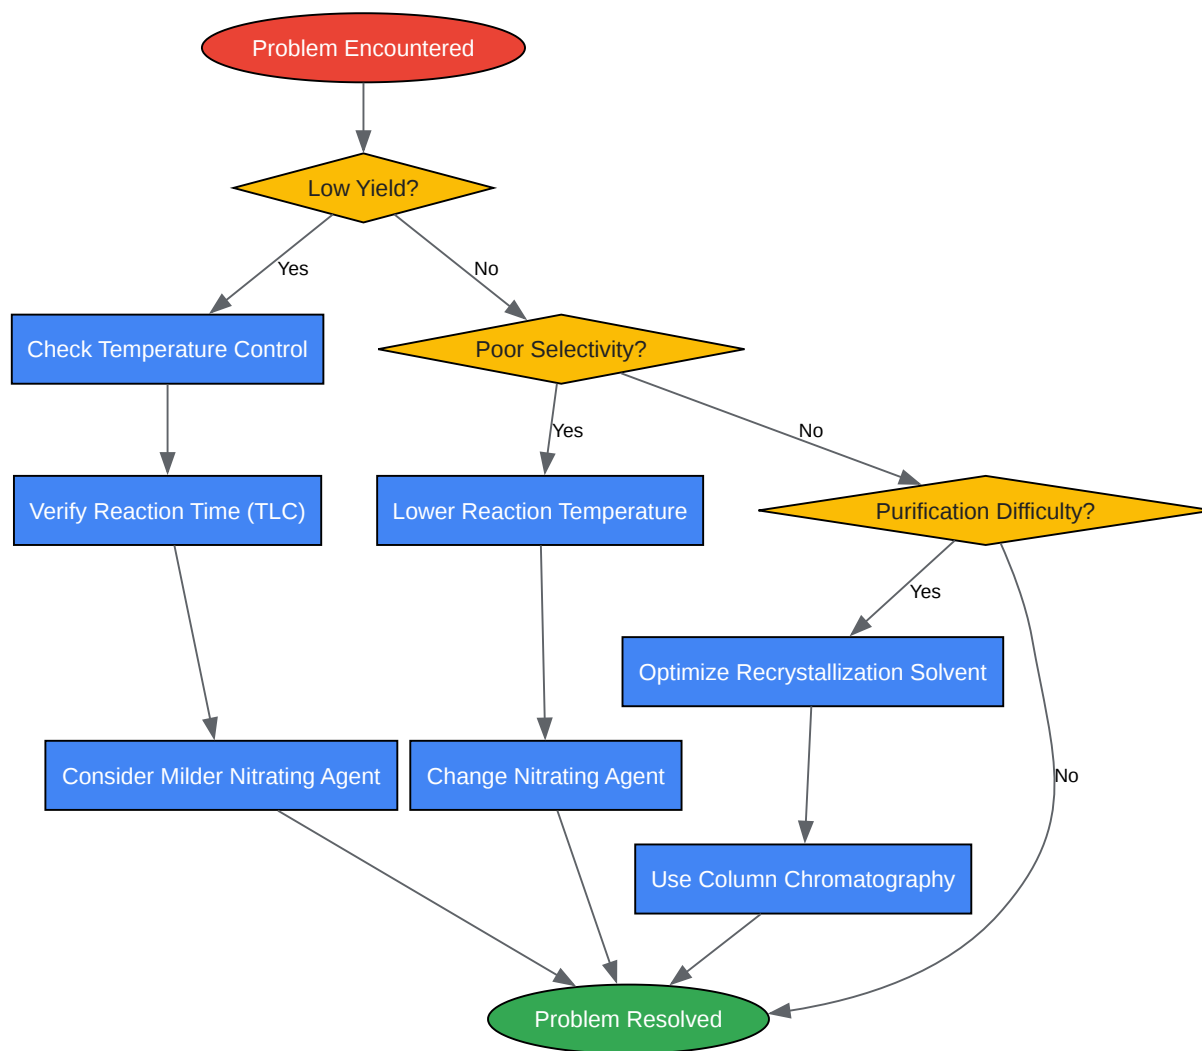 Problem Encountered
Low Yield?
Yes
No
Check Temperature Control
Poor Selectivity?
Yes
No
Verify Reaction Time (TLC)
Lower Reaction Temperature
Purification Difficulty?
Yes
Optimize Recrystallization Solvent
Consider Milder Nitrating Agent
Change Nitrating Agent
No
Use Column Chromatography
Problem Resolved